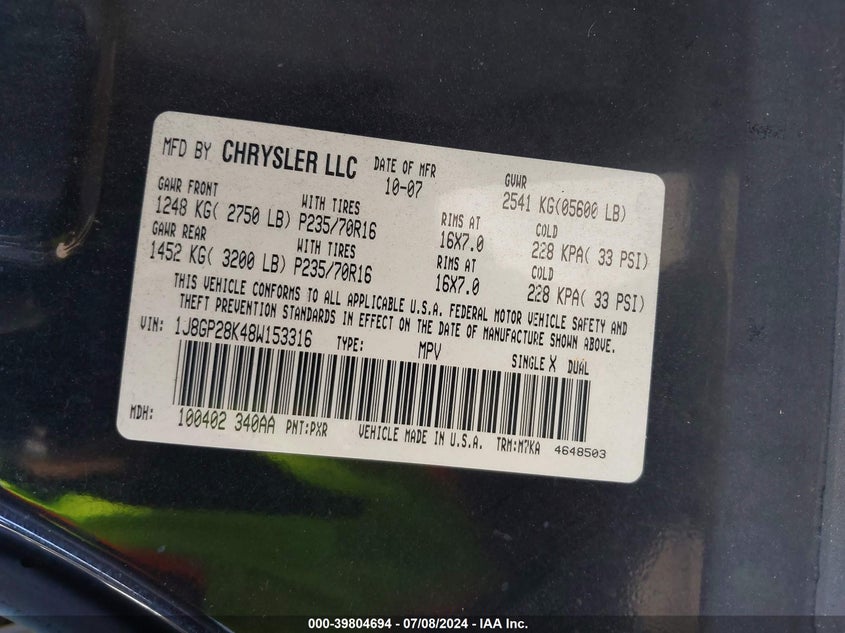 MFD BY CHRYSLER LLC DATE OF MFR 10-07 GVWR 2541 KG(05600 LB)
GAWR FRONT WITH TIRES RIMS AT COLD
1248 KG( 2750 LB) P235/70R16 16X7.0 228 KPA( 33 PSI)
GAWR REAR WITH TIRES RIMS AT COLD
1452 KG( 3200 LB) P235/70R16 16X7.0 228 KPA( 33 PSI)
THIS VEHICLE CONFORMS TO ALL APPLICABLE U.S.A. FEDERAL MOTOR VEHICLE SAFETY AND
THEFT PREVENTION STANDARDS IN EFFECT ON THE DATE OF MANUFACTURE SHOWN ABOVE.
VIN: 1J8GP28K48W153316 TYPE: MPV SINGLE X DUAL
MDH: 100402 340AA PNT:PXR VEHICLE MADE IN U.S.A. TRM:M7KA 4648503
000-39804694 - 07/08/2024 - IAA Inc.